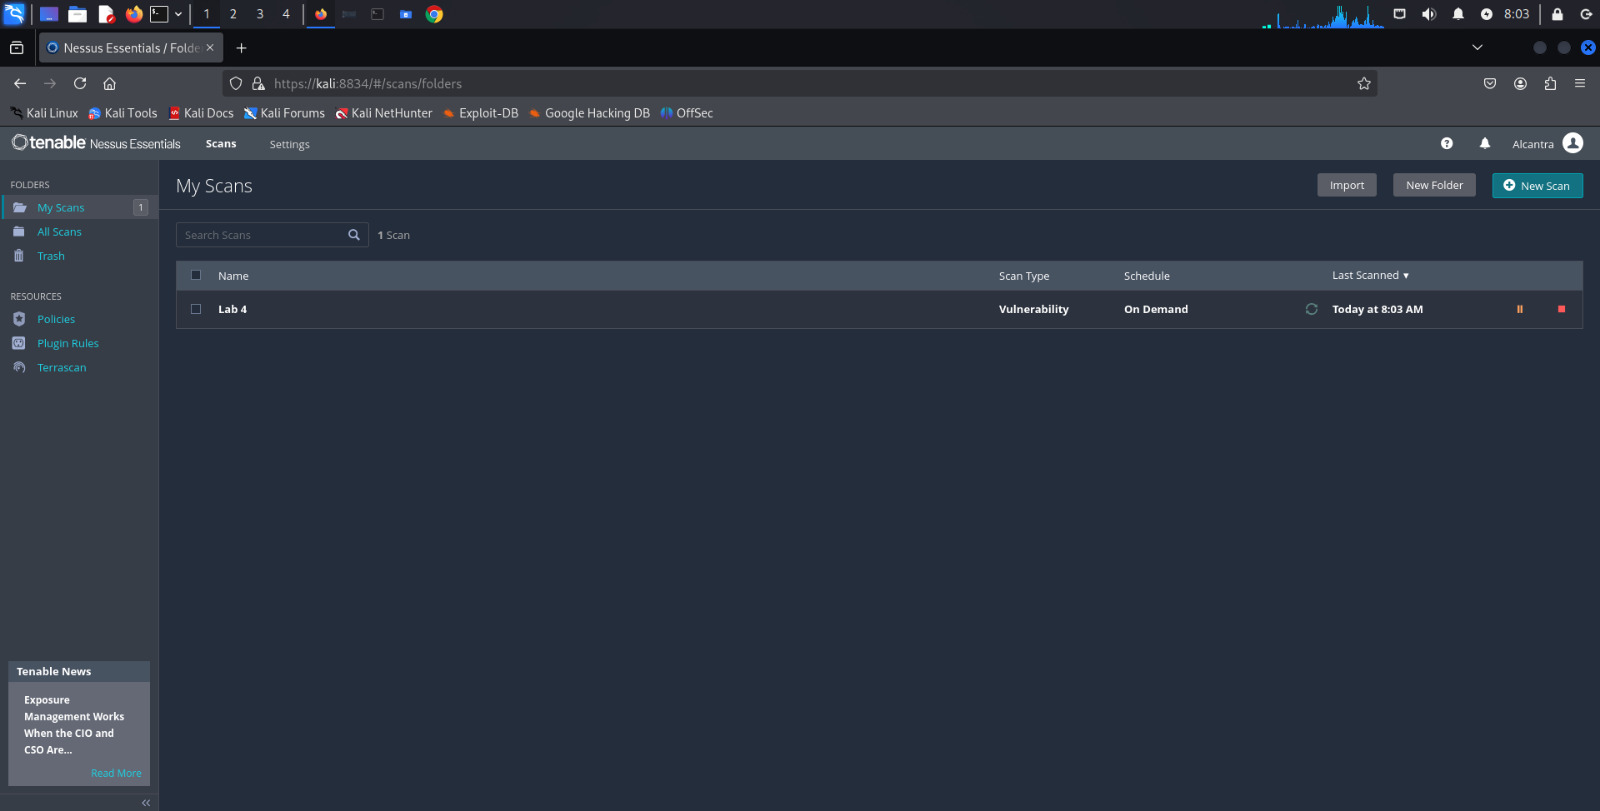 1 2 3 4 8:03
Nessus Essentials / Folde
https://kali:8834/#/scans/folders
Kali Linux Kali Tools Kali Docs Kali Forums Kali NetHunter Exploit-DB Google Hacking DB OffSec
tenable Nessus Essentials Scans Settings Alcantra
FOLDERS
My Scans 1
All Scans
Trash
RESOURCES
Policies
Plugin Rules
Terrascan
My Scans Import New Folder New Scan
Search Scans 1 Scan
Name Scan Type Schedule Last Scanned
Lab 4 Vulnerability On Demand Today at 8:03 AM
Tenable News
Exposure
Management Works
When the CIO and
CSO Are...
Read More